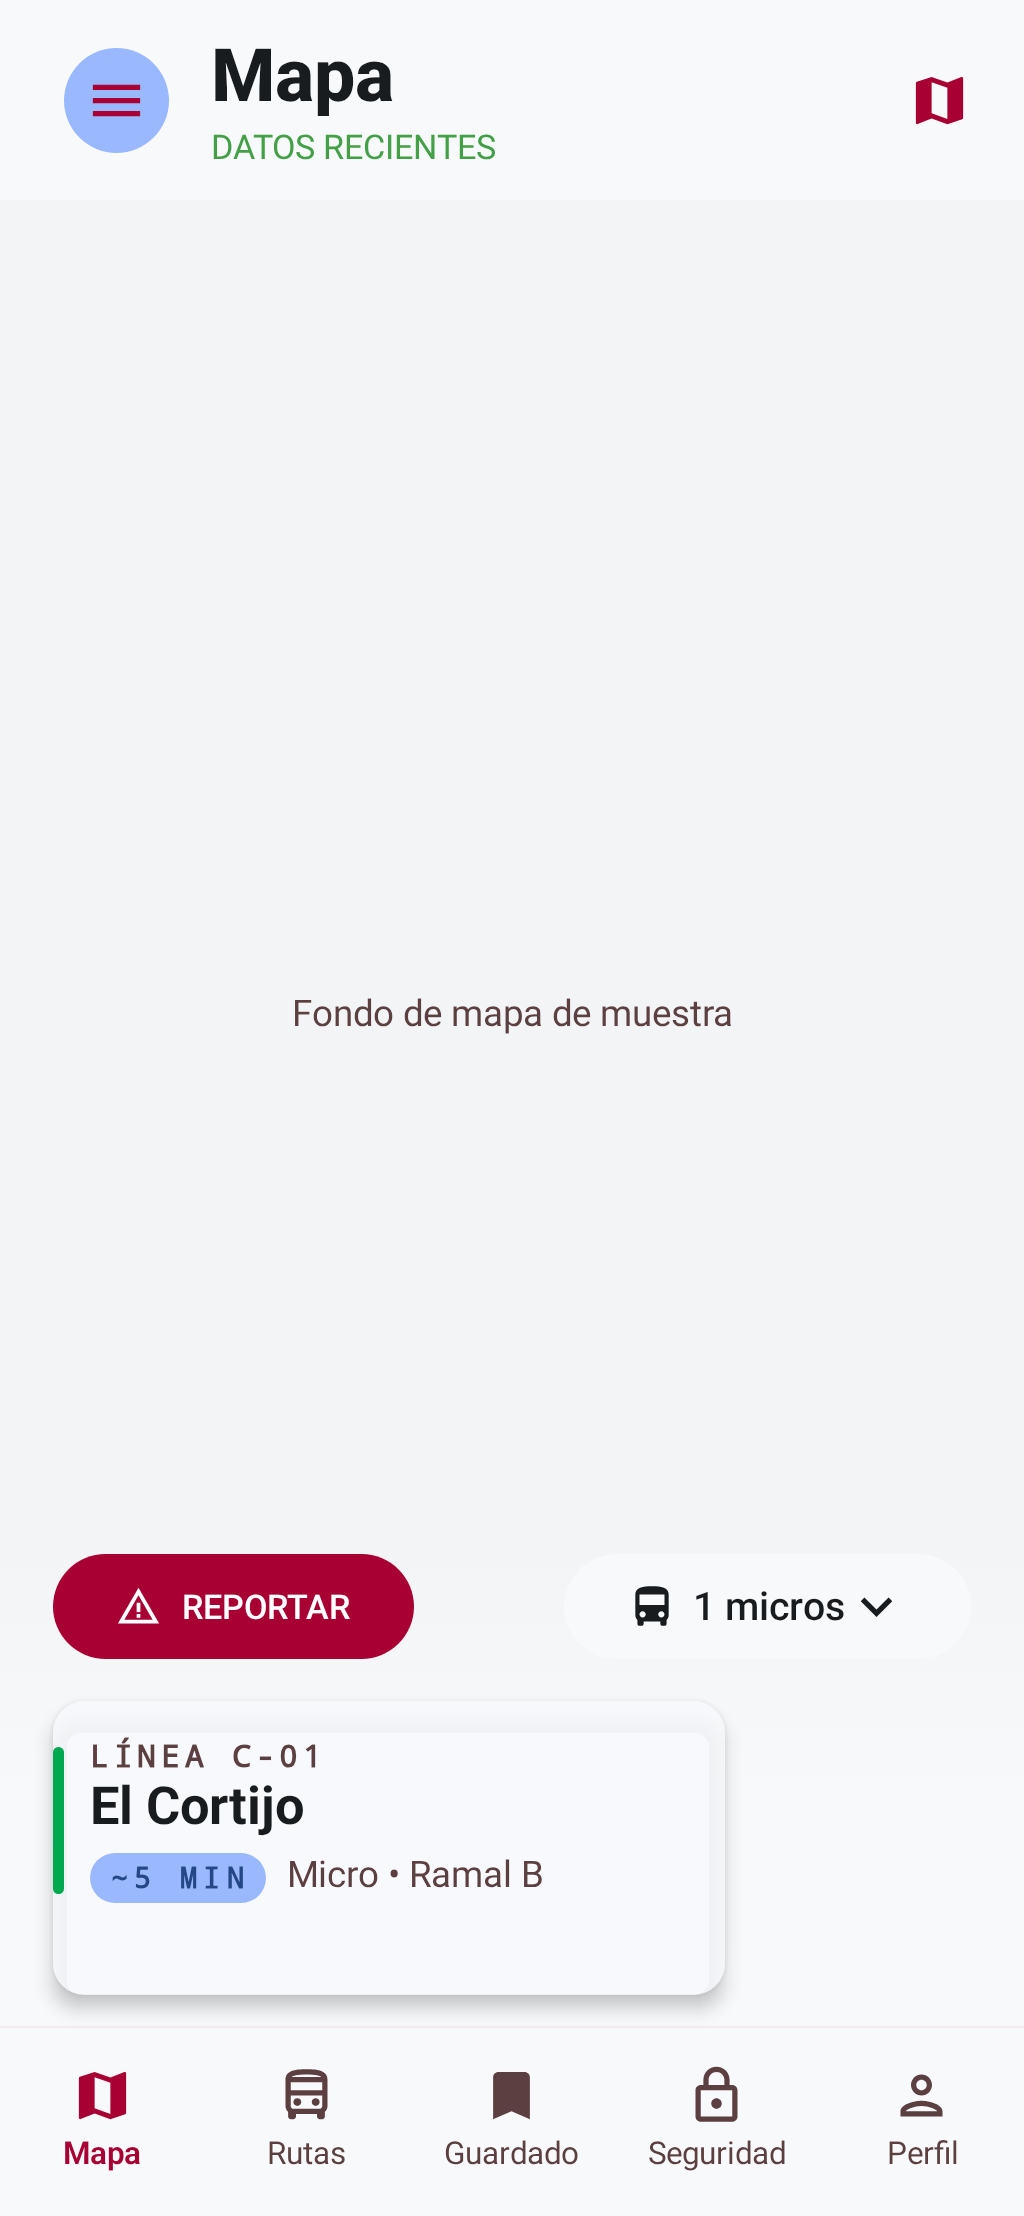 Mapa
DATOS RECIENTES
Fondo de mapa de muestra
REPORTAR
1 micros
LÍNEA C-01
El Cortijo
~5 MIN
Micro • Ramal B
Mapa
Rutas
Guardado
Seguridad
Perfil